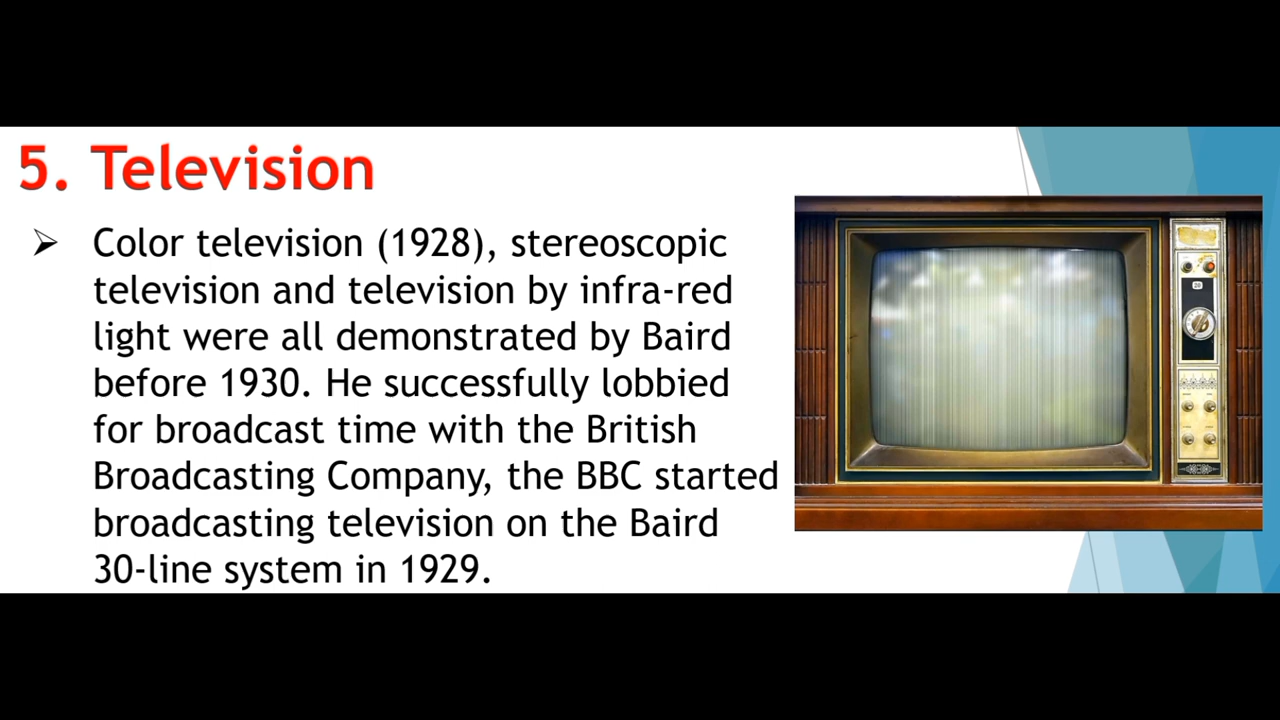 5. Television
➢ Color television (1928), stereoscopic
television and television by infra-red
light were all demonstrated by Baird
before 1930. He successfully lobbied
for broadcast time with the British
Broadcasting Company, the BBC started
broadcasting television on the Baird
30-line system in 1929.
20